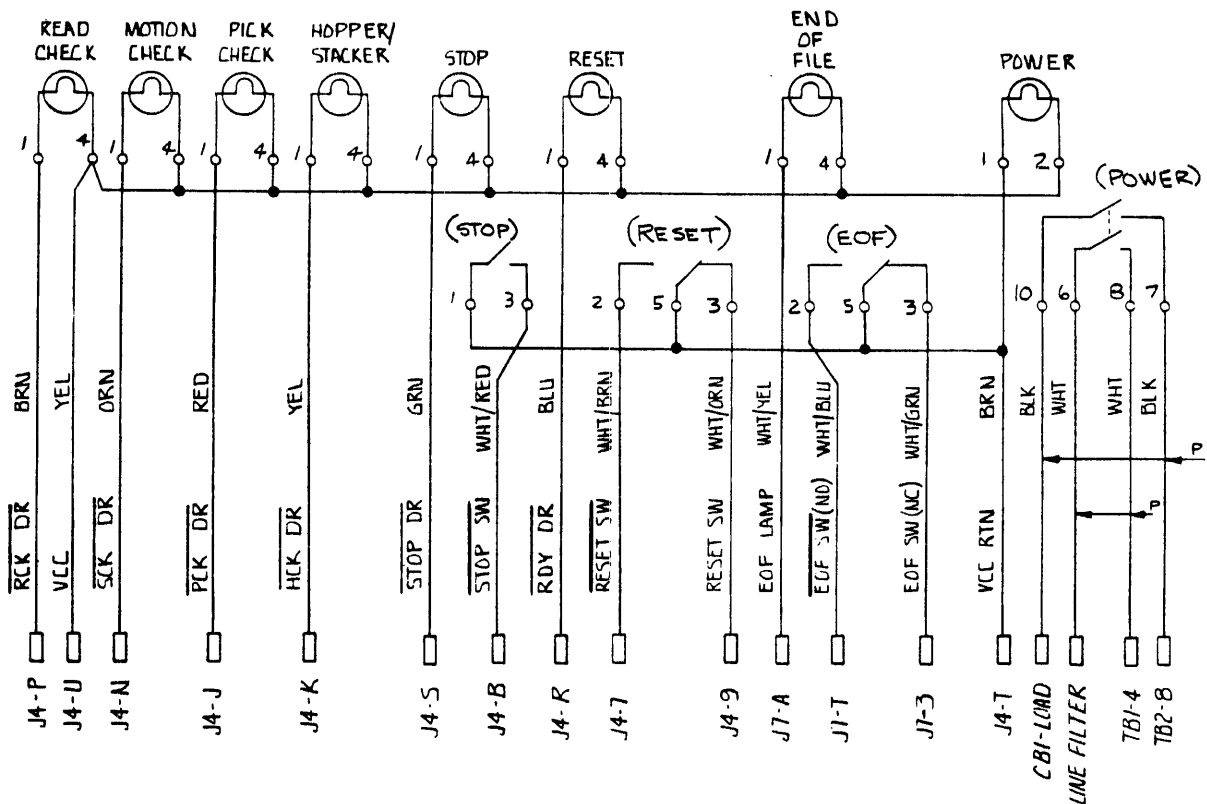 READ CHECK
MOTION CHECK
PICK CHECK
HOPPER/ STACKER
STOP
RESET
END OF FILE
POWER
1 4 1 4 1 4 1 4 1 4 1 4 1 4 1 2
(STOP)
(RESET)
(EOF)
(POWER)
1 3 2 5 3 2 5 3 10 6 8 7
BRN
YEL
ORN
RED
YEL
GRN
WHT/RED
BLU
WHT/BRN
WHT/ORN
WHT/YEL
WHT/BLU
WHT/GRN
BRN
BLK
WHT
WHT
BLK
P
P
RCK DR
VCC
SCK DR
PCK DR
HCK DR
STOP DR
STOP SW
RDY DR
RESET SW
RESET SW
EOF LAMP
EOF SW(NO)
EOF SW(NC)
VCC RTN
J4-P
J4-U
J4-N
J4-J
J4-K
J4-S
J4-B
J4-R
J4-7
J4-9
J7-A
J1-T
J1-3
J4-T
CB1-LOAD
LINE FILTER
TB1-4
TB2-8